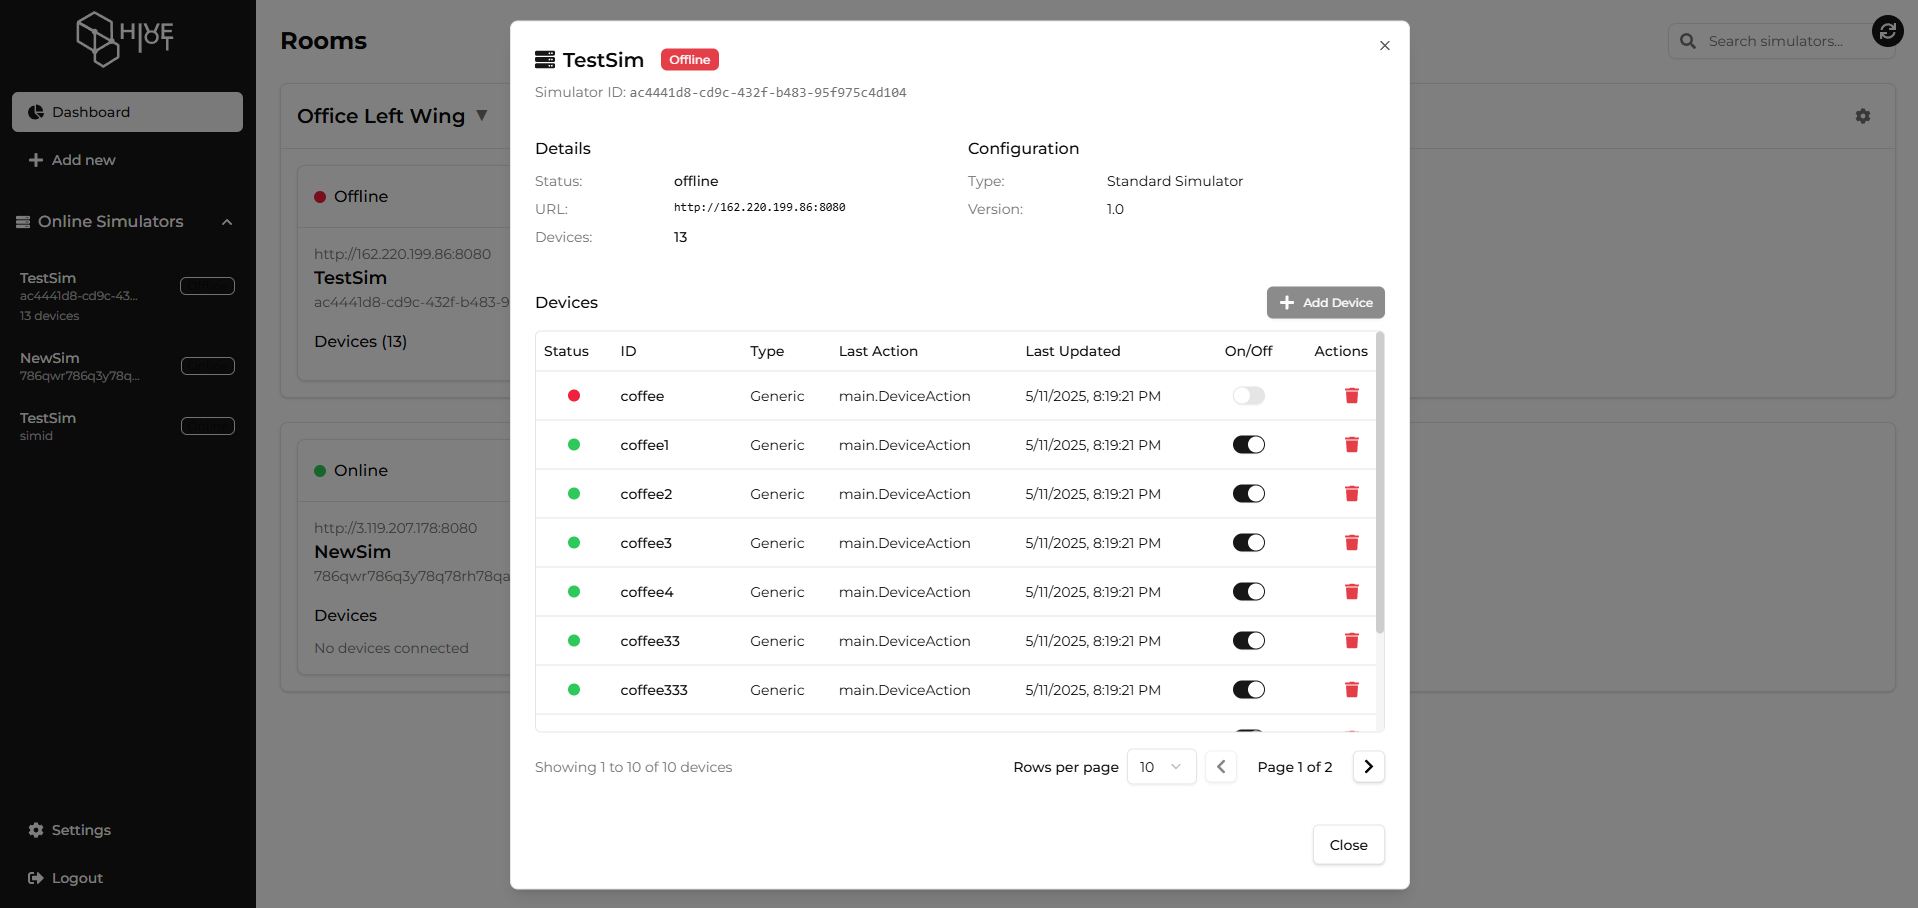 HIVE IOT
Dashboard
Add new
Online Simulators
TestSim
ac4441d8-cd9c-43...
13 devices
NewSim
786qwr786q3y78q...
TestSim
simid
Settings
Logout
Rooms
Search simulators...
Office Left Wing ▼
Offline
http://162.220.199.86:8080
TestSim
ac4441d8-cd9c-432f-b483-9
Devices (13)
Online
http://3.119.207.178:8080
NewSim
786qwr786q3y78q78rh78qa
Devices
No devices connected
TestSim Offline
Simulator ID: ac4441d8-cd9c-432f-b483-95f975c4d104
Details
Status: offline
URL: http://162.220.199.86:8080
Devices: 13
Configuration
Type: Standard Simulator
Version: 1.0
Devices
Add Device
Status ID Type Last Action Last Updated On/Off Actions
coffee Generic main.DeviceAction 5/11/2025, 8:19:21 PM
coffee1 Generic main.DeviceAction 5/11/2025, 8:19:21 PM
coffee2 Generic main.DeviceAction 5/11/2025, 8:19:21 PM
coffee3 Generic main.DeviceAction 5/11/2025, 8:19:21 PM
coffee4 Generic main.DeviceAction 5/11/2025, 8:19:21 PM
coffee33 Generic main.DeviceAction 5/11/2025, 8:19:21 PM
coffee333 Generic main.DeviceAction 5/11/2025, 8:19:21 PM
Showing 1 to 10 of 10 devices
Rows per page 10 Page 1 of 2
Close